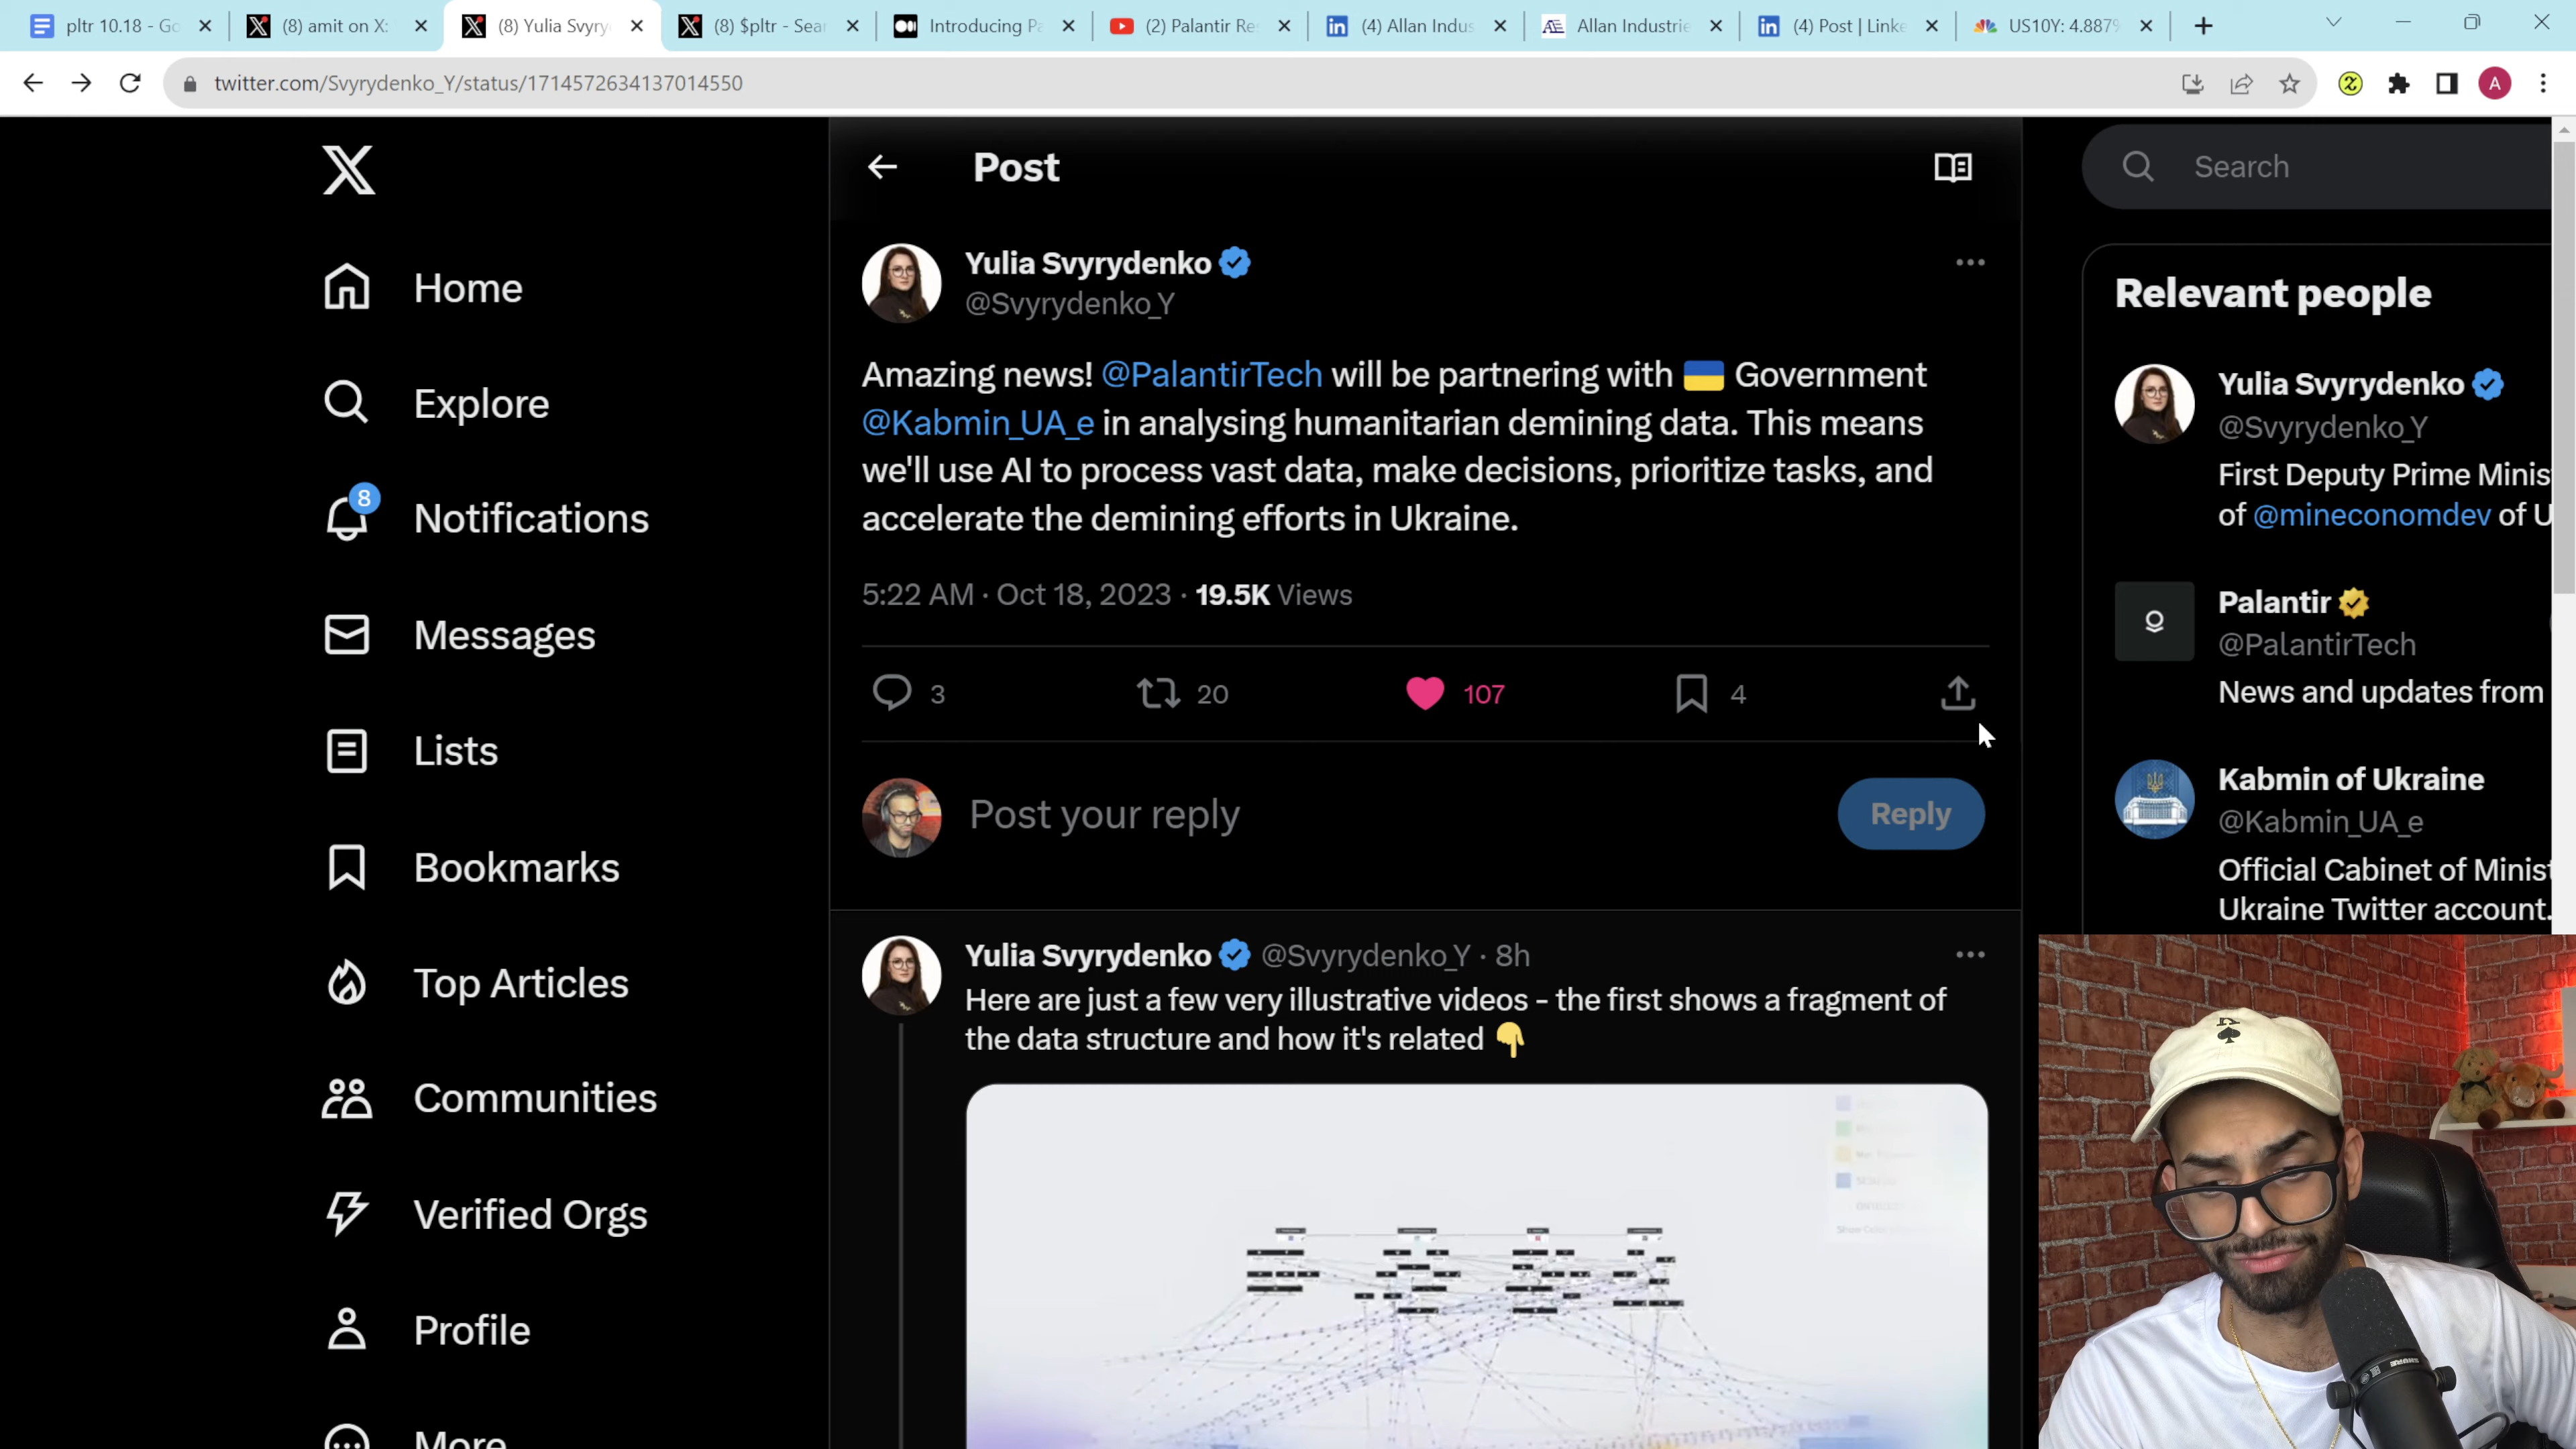 pltr 10.18 - Go
(8) amit on X:
(8) Yulia Svyry
(8) $pltr - Sear
Introducing Pa
(2) Palantir Re
(4) Allan Indus
Allan Industrie
(4) Post | Linke
US10Y: 4.887%
twitter.com/Svyrydenko_Y/status/1714572634137014550
A
Home
Explore
8
Notifications
Messages
Lists
Bookmarks
Top Articles
Communities
Verified Orgs
Profile
More
Post
Yulia Svyrydenko
@Svyrydenko_Y
Amazing news! @PalantirTech will be partnering with 🇺🇦 Government
@Kabmin_UA_e in analysing humanitarian demining data. This means
we'll use AI to process vast data, make decisions, prioritize tasks, and
accelerate the demining efforts in Ukraine.
5:22 AM · Oct 18, 2023 · 19.5K Views
3 20 107 4
Post your reply
Reply
Yulia Svyrydenko @Svyrydenko_Y · 8h
Here are just a few very illustrative videos - the first shows a fragment of
the data structure and how it's related 👇
Search
Relevant people
Yulia Svyrydenko
@Svyrydenko_Y
First Deputy Prime Minis
of @mineconomdev of U
Palantir
@PalantirTech
News and updates from
Kabmin of Ukraine
@Kabmin_UA_e
Official Cabinet of Minist
Ukraine Twitter account.